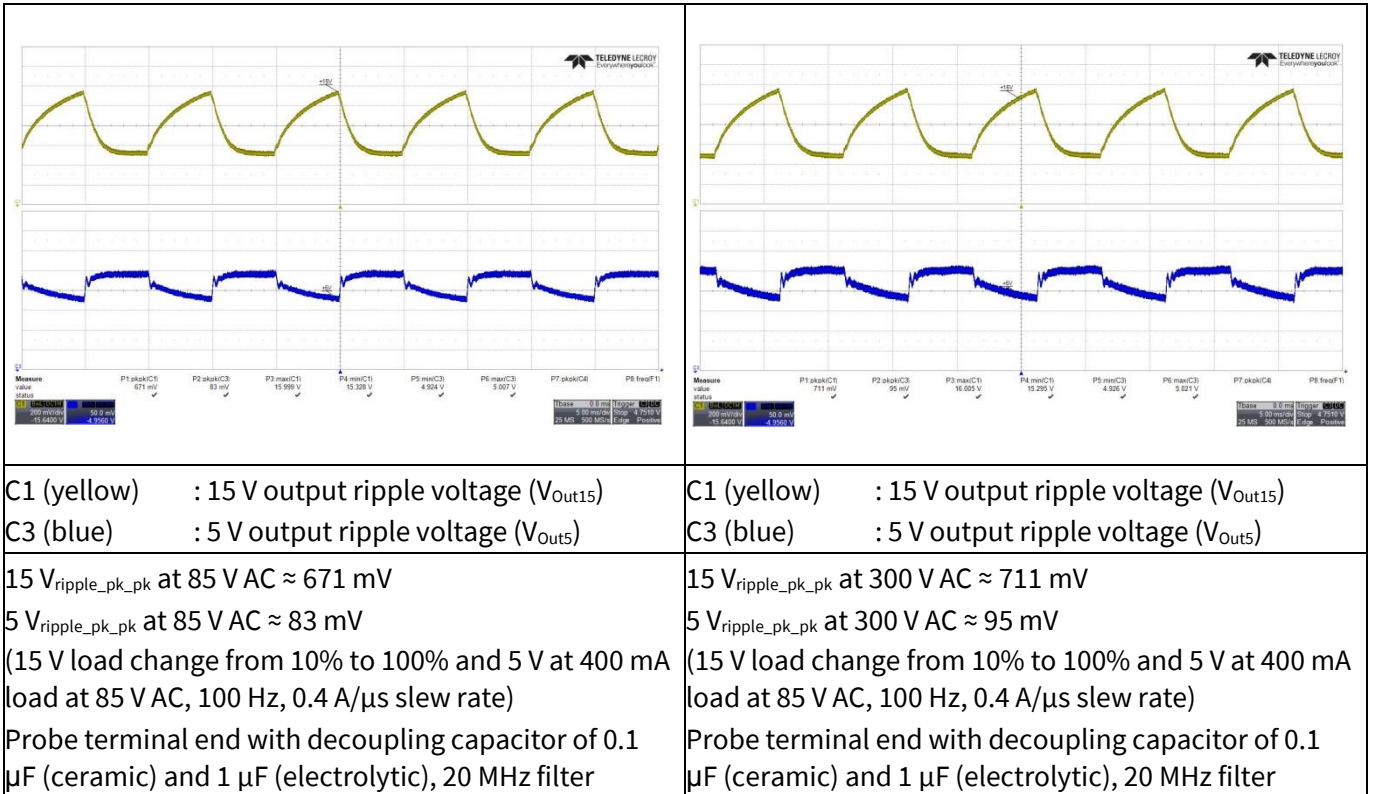 TELEDYNE LECROY
Everywhereyoulook
+15V
Measure P1:pkpk(C1) P2:pkpk(C3) P3:max(C1) P4:min(C1) P5:min(C3) P6:max(C3) P7:pkpk(C4) P8:freq(F1)
value 671 mV 83 mV 15.999 V 15.328 V 4.924 V 5.007 V
status
C1
200 mV/div 50.0 mV
-15.6400 V -4.9560 V
Tbase 0.0 ms Trigger
5.00 ms/div Stop 4.7510 V
25 MS 500 MS/s Edge Positive
TELEDYNE LECROY
Everywhereyoulook
+15V
Measure P1:pkpk(C1) P2:pkpk(C3) P3:max(C1) P4:min(C1) P5:min(C3) P6:max(C3) P7:pkpk(C4) P8:freq(F1)
value 711 mV 95 mV 16.005 V 15.295 V 4.926 V 5.021 V
status
C1
200 mV/div 50.0 mV
-15.6400 V -4.9560 V
Tbase 0.0 ms Trigger
5.00 ms/div Stop 4.7510 V
25 MS 500 MS/s Edge Positive
C1 (yellow) : 15 V output ripple voltage (VOut15)
C3 (blue) : 5 V output ripple voltage (VOut5)
C1 (yellow) : 15 V output ripple voltage (VOut15)
C3 (blue) : 5 V output ripple voltage (VOut5)
15 Vripple_pk_pk at 85 V AC ≈ 671 mV
5 Vripple_pk_pk at 85 V AC ≈ 83 mV
(15 V load change from 10% to 100% and 5 V at 400 mA
load at 85 V AC, 100 Hz, 0.4 A/μs slew rate)
Probe terminal end with decoupling capacitor of 0.1
μF (ceramic) and 1 μF (electrolytic), 20 MHz filter
15 Vripple_pk_pk at 300 V AC ≈ 711 mV
5 Vripple_pk_pk at 300 V AC ≈ 95 mV
(15 V load change from 10% to 100% and 5 V at 400 mA
load at 85 V AC, 100 Hz, 0.4 A/μs slew rate)
Probe terminal end with decoupling capacitor of 0.1
μF (ceramic) and 1 μF (electrolytic), 20 MHz filter